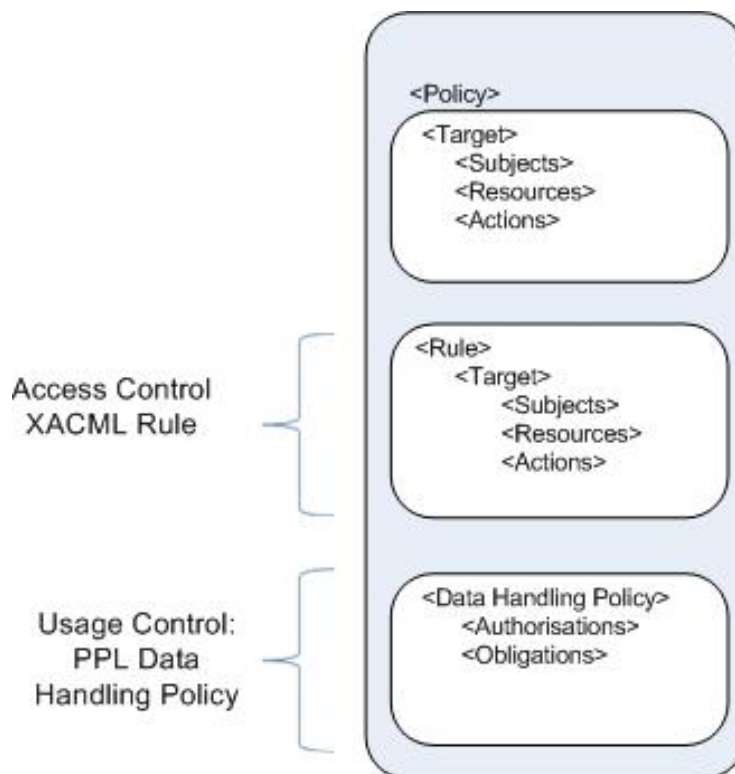 <Policy>
<Target>
<Subjects>
<Resources>
<Actions>
Access Control
XACML Rule
<Rule>
<Target>
<Subjects>
<Resources>
<Actions>
Usage Control:
PPL Data
Handling Policy
<Data Handling Policy>
<Authorisations>
<Obligations>